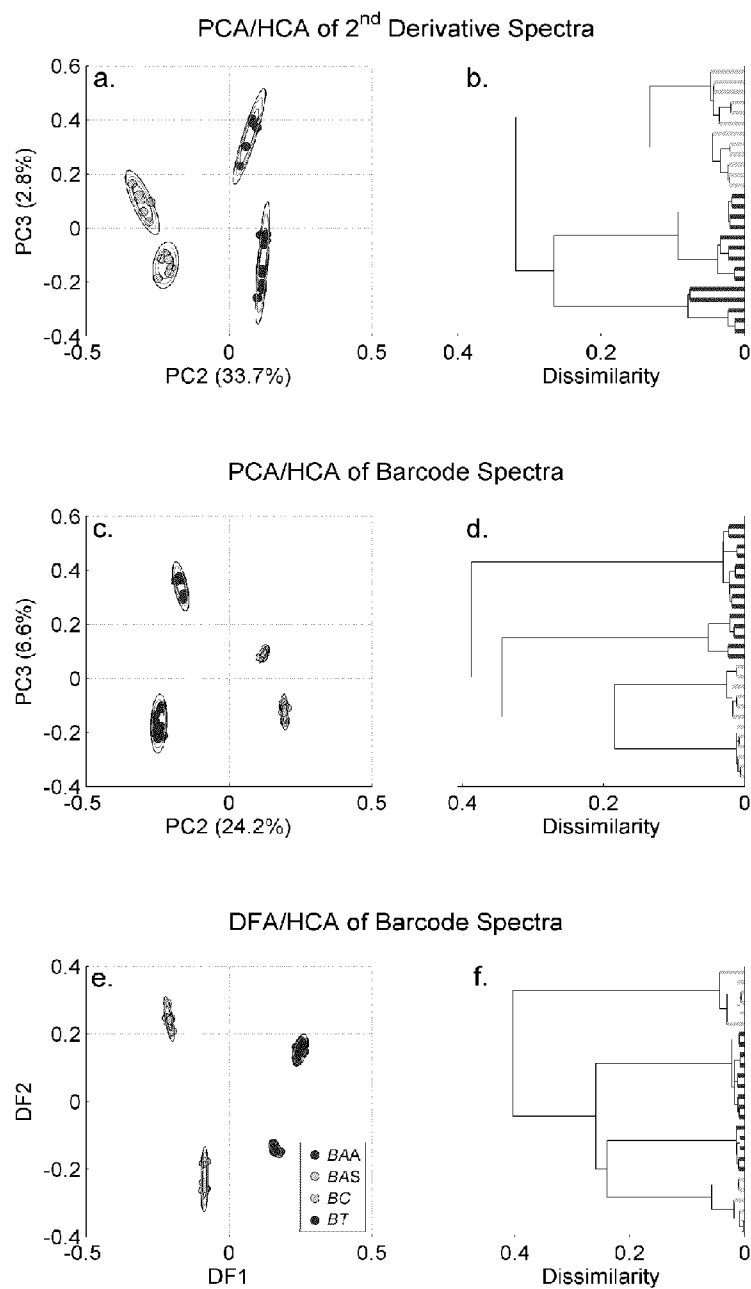 PCA/HCA of 2nd Derivative Spectra
a.
b.
0.6
0.4
0.2
0
-0.2
-0.4
PC3 (2.8%)
-0.5
0
0.5
PC2 (33.7%)
0.4
0.2
0
Dissimilarity
PCA/HCA of Barcode Spectra
c.
d.
0.6
0.4
0.2
0
-0.2
-0.4
PC3 (6.6%)
-0.5
0
0.5
PC2 (24.2%)
0.4
0.2
0
Dissimilarity
DFA/HCA of Barcode Spectra
e.
f.
0.4
0.2
0
-0.2
0.4
DF2
-0.5
0
0.5
DF1
BAA
BAS
BC
BT
0.4
0.2
0
Dissimilarity